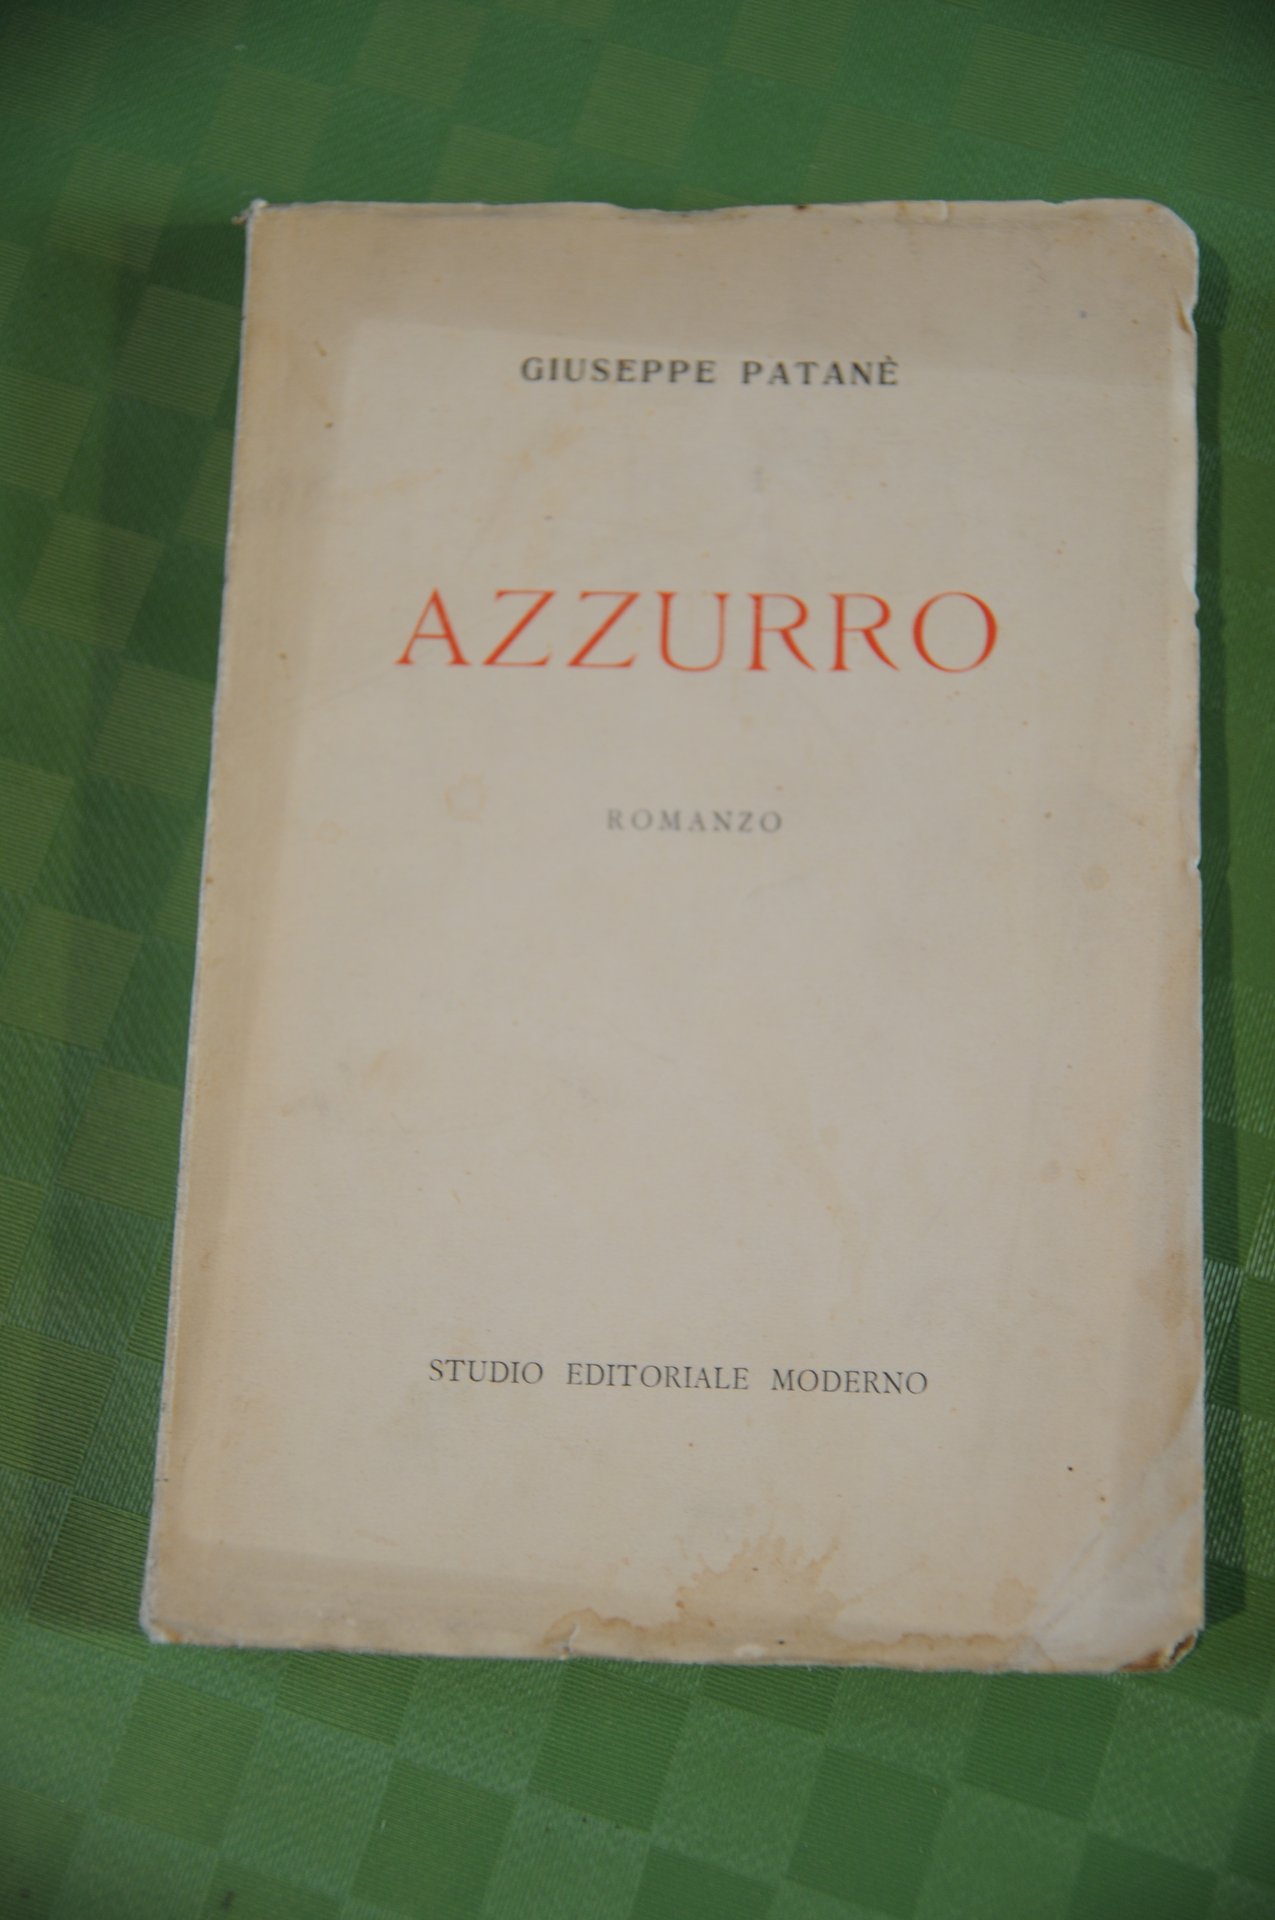 GIUSEPPE PATANÈ
AZZURRO
ROMANZO
STUDIO EDITORIALE MODERNO